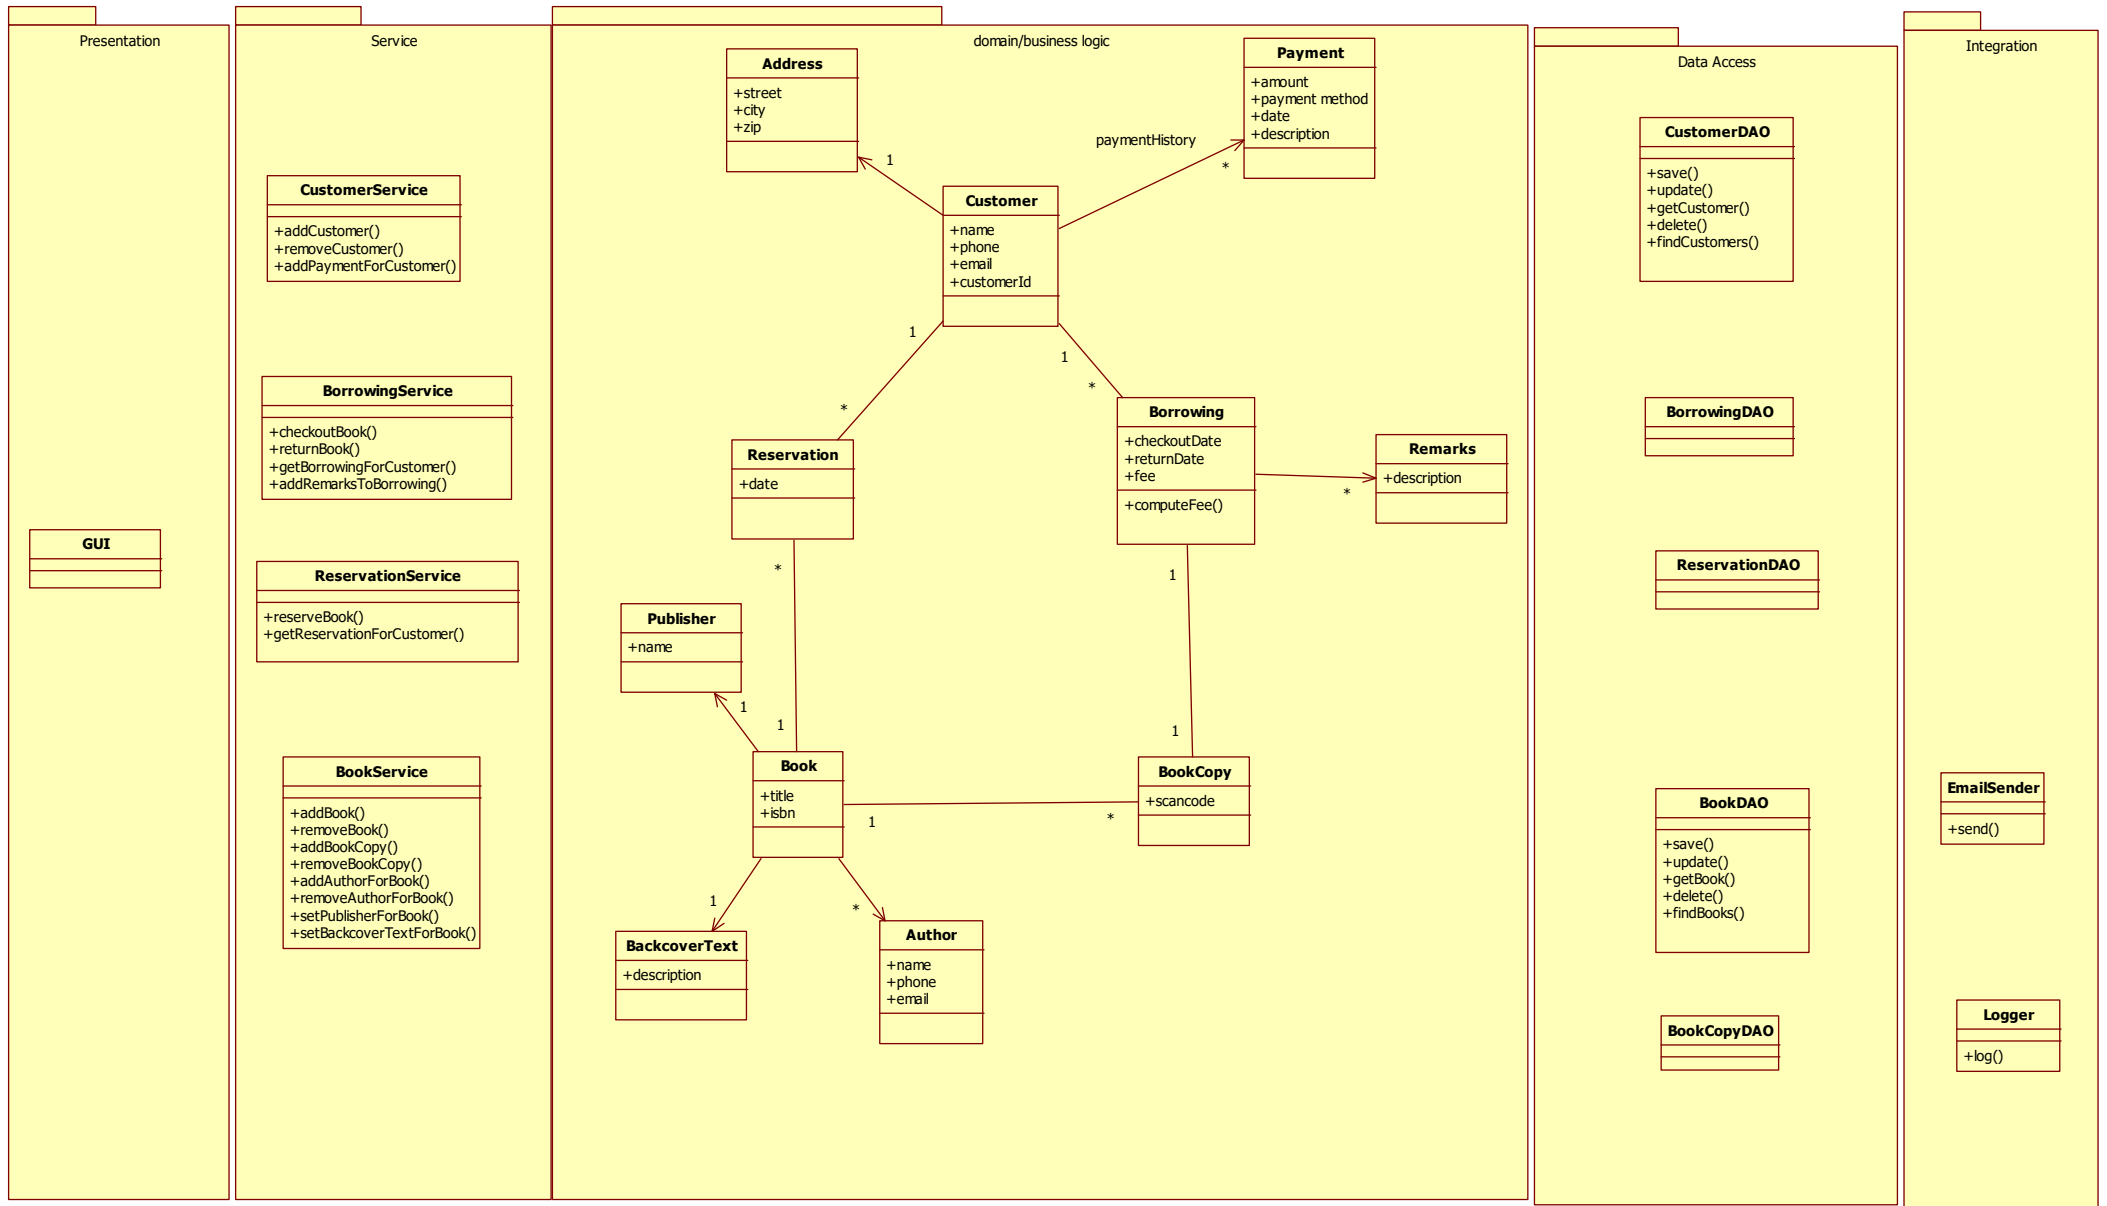 Presentation
GUI
Service
CustomerService
+addCustomer()
+removeCustomer()
+addPaymentForCustomer()
BorrowingService
+checkoutBook()
+returnBook()
+getBorrowingForCustomer()
+addRemarksToBorrowing()
ReservationService
+reserveBook()
+getReservationForCustomer()
BookService
+addBook()
+removeBook()
+addBookCopy()
+removeBookCopy()
+addAuthorForBook()
+removeAuthorForBook()
+setPublisherForBook()
+setBackcoverTextForBook()
domain/business logic
Address
+street
+city
+zip
1
Payment
+amount
+payment method
+date
+description
paymentHistory
*
Customer
+name
+phone
+email
+customerId
1
*
1
*
Reservation
+date
*
1
Borrowing
+checkoutDate
+returnDate
+fee
+computeFee()
*
Remarks
+description
1
1
Publisher
+name
1
Book
+title
+isbn
1
*
BookCopy
+scancode
1
*
BackcoverText
+description
Author
+name
+phone
+email
Data Access
CustomerDAO
+save()
+update()
+getCustomer()
+delete()
+findCustomers()
BorrowingDAO
ReservationDAO
BookDAO
+save()
+update()
+getBook()
+delete()
+findBooks()
BookCopyDAO
Integration
EmailSender
+send()
Logger
+log()